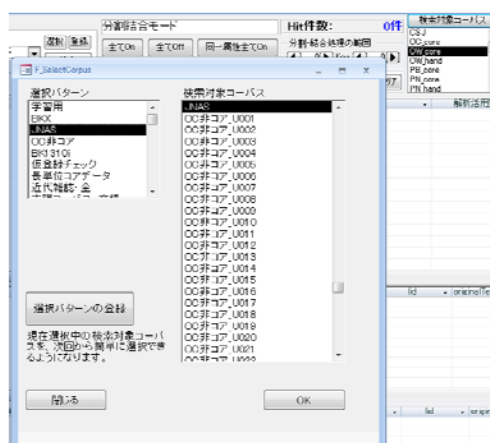 分割結合モード
Hit件数: 0件
検索対象コーパス
選択 登録
全てOn 全てOff 同一属性全てOn
分割・結合処理の範囲
CSJ
OC_core
OW_core
OW_hand
PB_core
PN_core
PN_hand
F_SelectCorpus
選択パターン
学習用
BKX
JNAS
OC非コア
BK1310i
仮登録チェック
長単位コアデータ
近代雑誌・全
検索対象コーパス
JNAS
OC非コア_U001
OC非コア_U002
OC非コア_U003
OC非コア_U004
OC非コア_U005
OC非コア_U006
OC非コア_U007
OC非コア_U008
OC非コア_U009
OC非コア_U010
OC非コア_U011
OC非コア_U012
OC非コア_U013
OC非コア_U014
OC非コア_U015
OC非コア_U016
OC非コア_U017
OC非コア_U018
OC非コア_U019
OC非コア_U020
OC非コア_U021
OC非コア_U022
選択パターンの登録
現在選択中の検索対象コーパ
スを、次回から簡単に選択でき
るようになります。
閉じる
OK
解析活用型
lid
originalTe
lid
origin